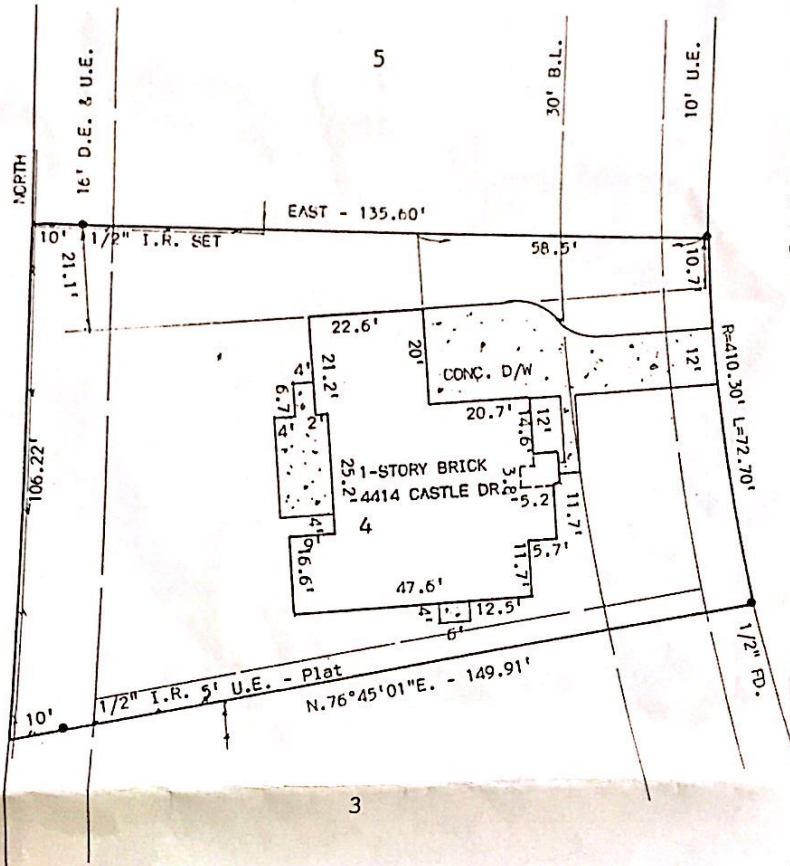 5
NORTH
16' D.E. & U.E.
30' B.L.
10' U.E.
EAST - 135.60'
10'
1/2" I.R. SET
58.5'
10.7'
21.1'
22.6'
20'
CONC. D/W
12'
R=410.30' L=72.70'
4'
21.2'
6.7
2'
4'
20.7'
14.6'
12'
106.22'
25.2'
1-STORY BRICK
4414 CASTLE DR.
3.8'
5.2
11.7'
4'
4
16.6'
11.7'
5.7'
47.6'
4'
12.5'
6'
1/2" FD.
1/2" I.R. 5' U.E. - Plat
N.76°45'01"E. - 149.91'
10'
3